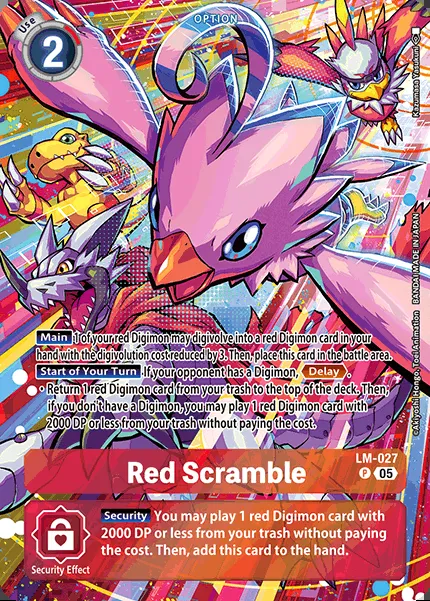 OPTION
Use
2
Kazumasa Yasukuni
Main 1 of your red Digimon may digivolve into a red Digimon card in your
hand with the digivolution cost reduced by 3. Then, place this card in the battle area.
Start of Your Turn If your opponent has a Digimon, Delay.
• Return 1 red Digimon card from your trash to the top of the deck. Then,
if you don't have a Digimon, you may play 1 red Digimon card with
2000 DP or less from your trash without paying the cost.
©Akiyoshi Hongo, Toei Animation BANDAI MADE IN JAPAN
LM-027
Red Scramble
P 05
Security You may play 1 red Digimon card with
2000 DP or less from your trash without paying
the cost. Then, add this card to the hand.
Security Effect